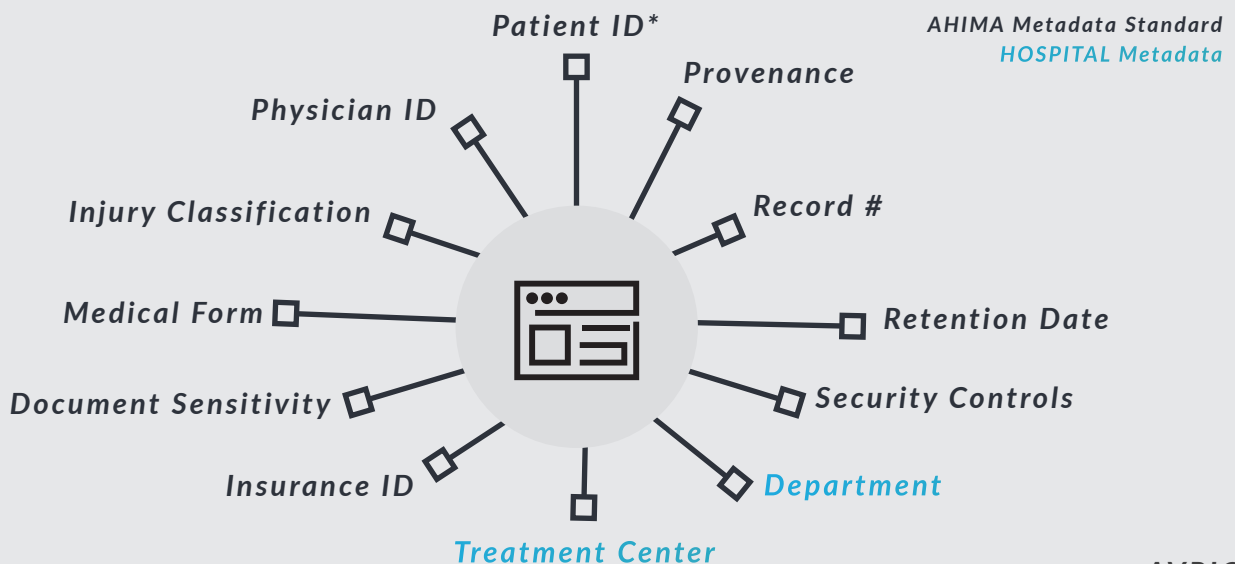 Patient ID*
AHIMA Metadata Standard
HOSPITAL Metadata
Provenance
Physician ID
Record #
Injury Classification
Medical Form
Retention Date
Document Sensitivity
Security Controls
Insurance ID
Department
Treatment Center